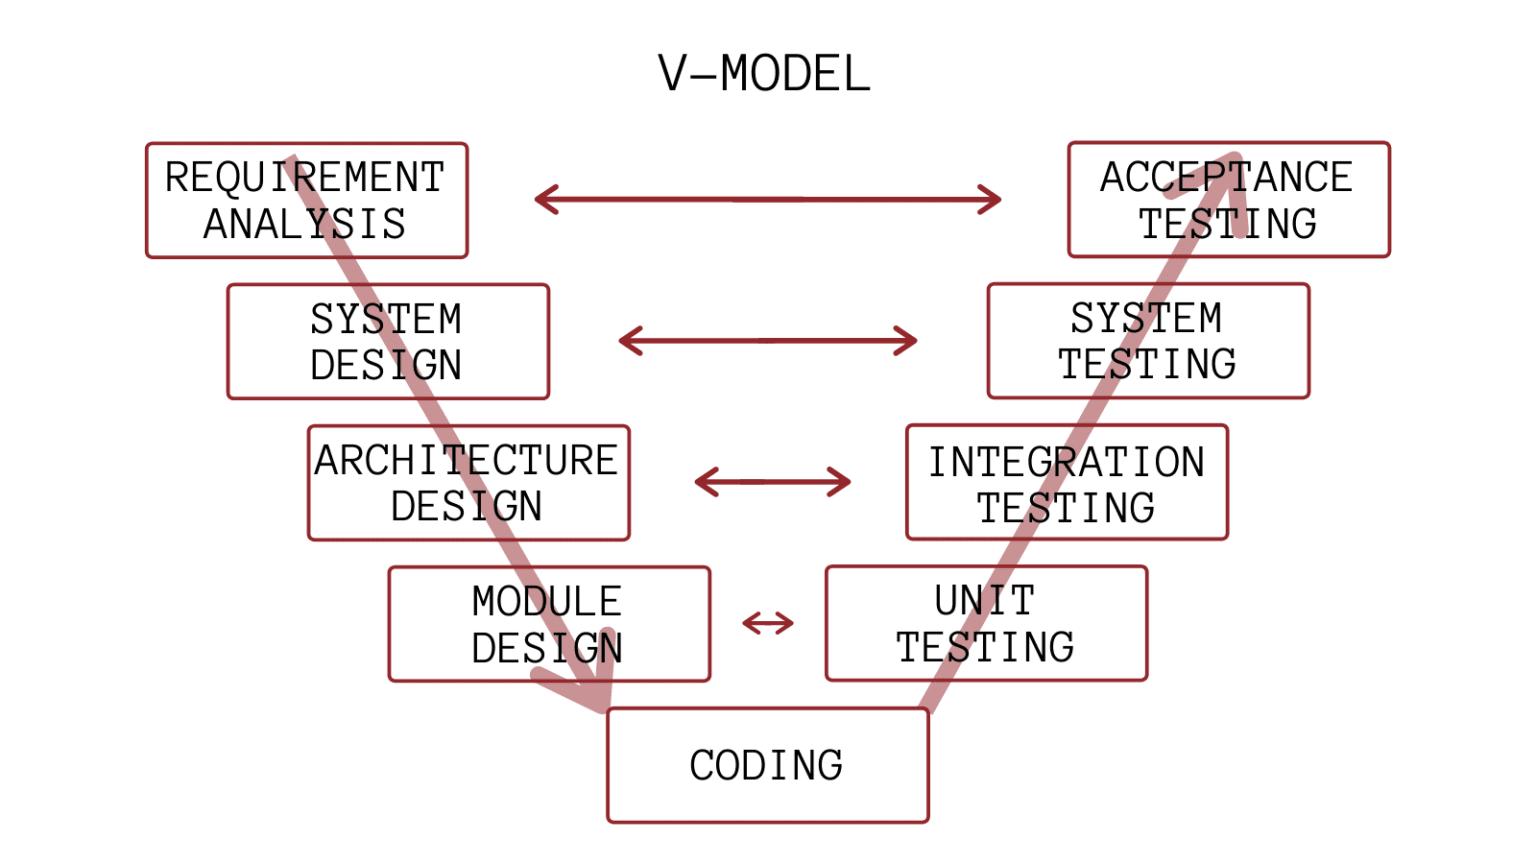 V–MODEL
REQUIREMENT
ANALYSIS
ACCEPTANCE
TESTING
SYSTEM
DESIGN
SYSTEM
TESTING
ARCHITECTURE
DESIGN
INTEGRATION
TESTING
MODULE
DESIGN
UNIT
TESTING
CODING